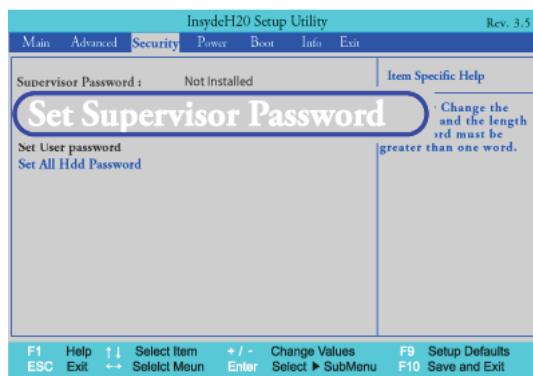 InsydeH20 Setup Utility Rev. 3.5
Main Advanced Security Power Boot Info Exit
Supervisor Password : Not Installed
Set Supervisor Password
Set User password
Set All Hdd Password
Item Specific Help
Change the
and the length
must be
greater than one word.
F1 Help ↑↓ Select Item + / - Change Values F9 Setup Defaults
ESC Exit ↔ Selelct Meun Enter Select ▶ SubMenu F10 Save and Exit